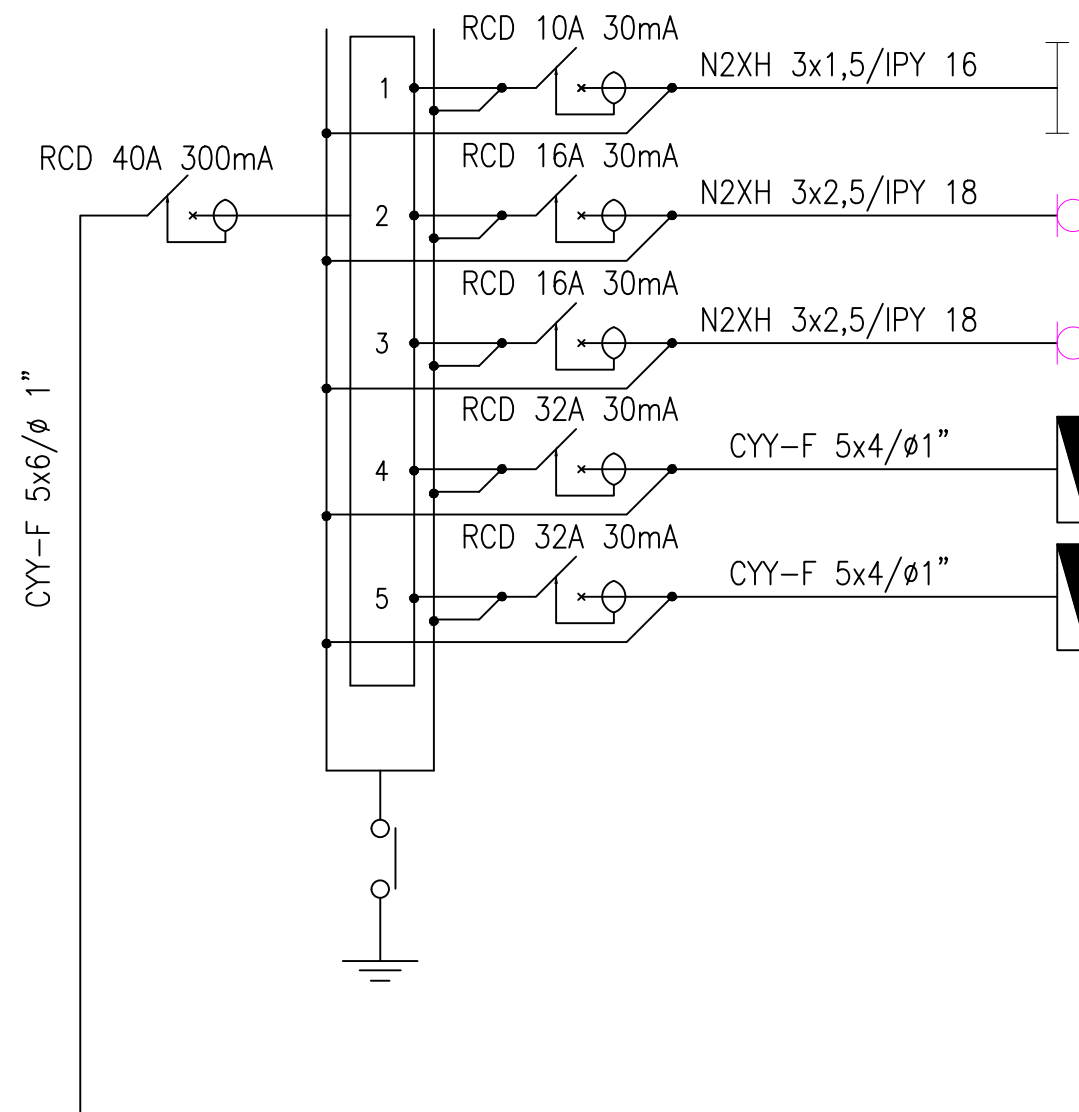 RCD 10A 30mA
N2XH 3x1,5/IPY 16
1
RCD 40A 300mA
RCD 16A 30mA
N2XH 3x2,5/IPY 18
2
RCD 16A 30mA
N2XH 3x2,5/IPY 18
3
CYY-F 5x6/ø 1”
RCD 32A 30mA
CYY-F 5x4/ø1”
4
RCD 32A 30mA
CYY-F 5x4/ø1”
5